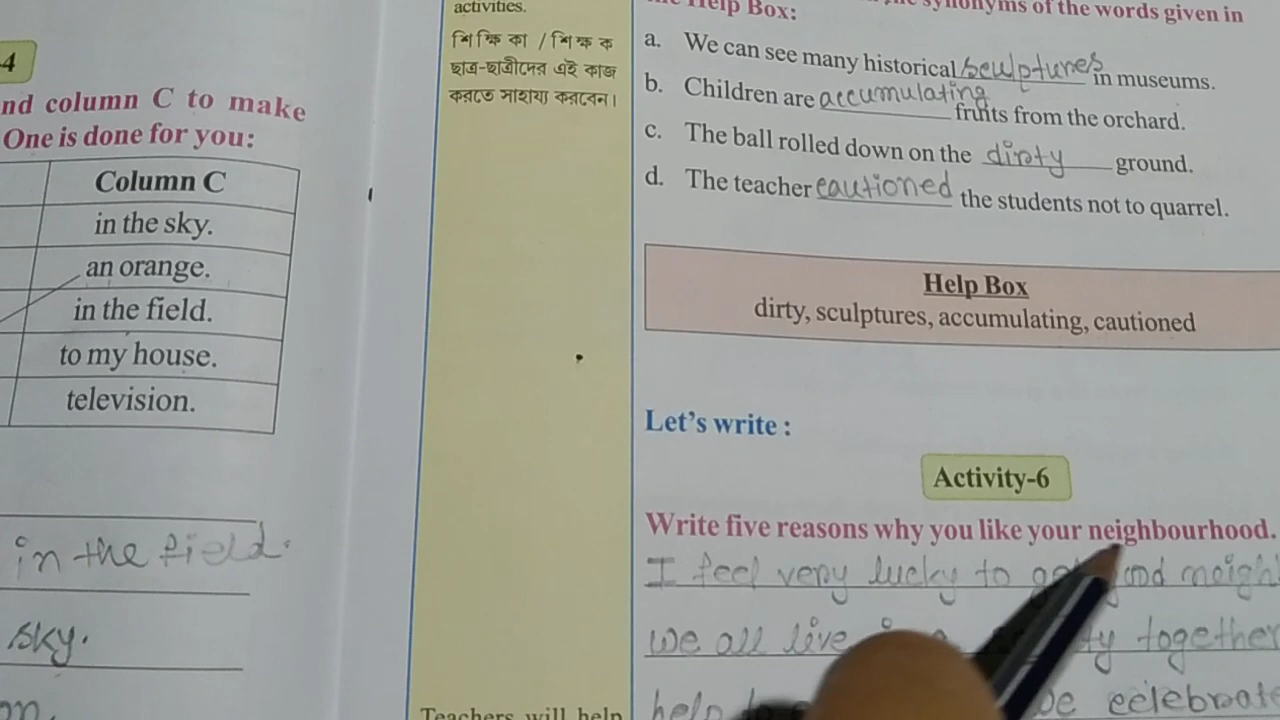 4
nd column C to make
One is done for you:
Column C
in the sky.
an orange.
in the field.
to my house.
television.
in the field.
sky.
on.
activities.
শিক্ষিকা / শিক্ষক
ছাত্র-ছাত্রীদের এই কাজ
করতে সাহায্য করবেন।
Teachers will help
synonyms of the words given in
Help Box:
a. We can see many historical sculptures in museums.
b. Children are accumulating fruits from the orchard.
c. The ball rolled down on the dirty ground.
d. The teacher cautioned the students not to quarrel.
Help Box
dirty, sculptures, accumulating, cautioned
Let's write :
Activity-6
Write five reasons why you like your neighbourhood.
I feel very lucky to
we all live together
help